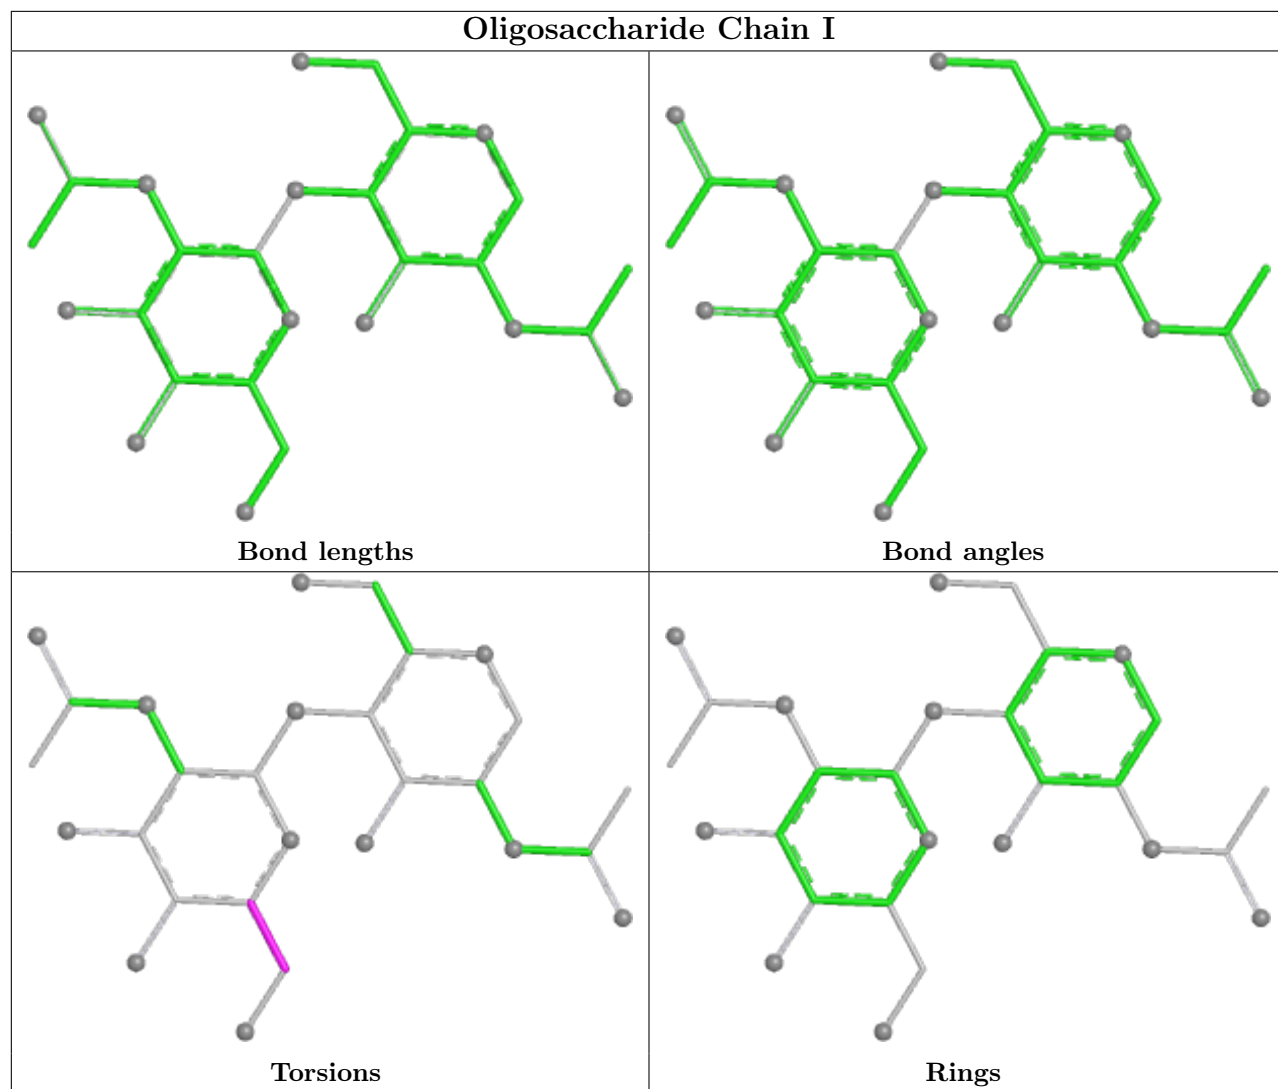 Oligosaccharide Chain I
Bond lengths
Bond angles
Torsions
Rings